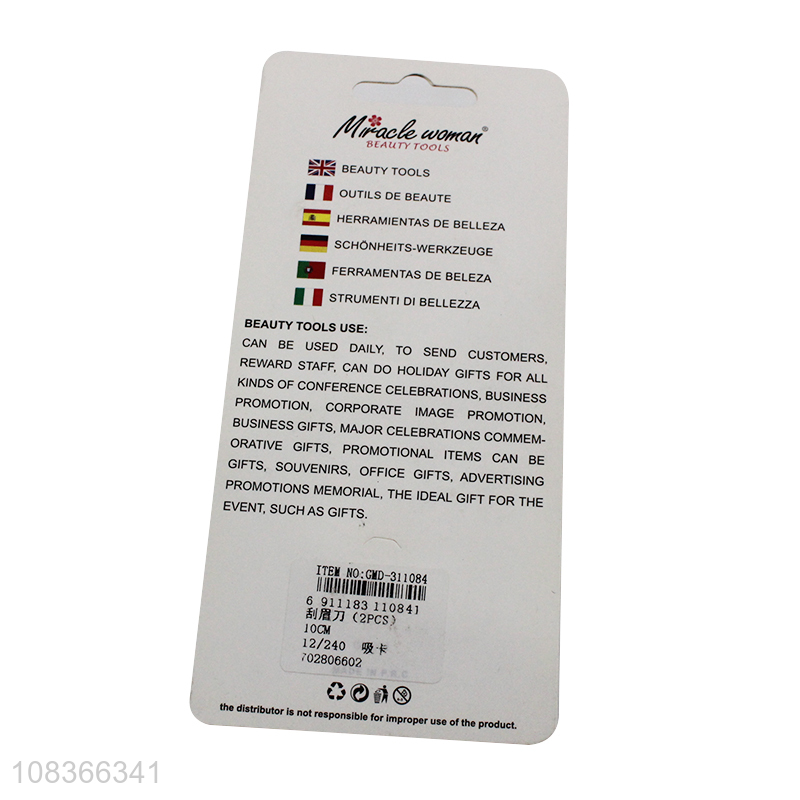 Miracle woman®
BEAUTY TOOLS
BEAUTY TOOLS
OUTILS DE BEAUTE
HERRAMIENTAS DE BELLEZA
SCHÖNHEITS-WERKZEUGE
FERRAMENTAS DE BELEZA
STRUMENTI DI BELLEZZA
BEAUTY TOOLS USE:
CAN BE USED DAILY, TO SEND CUSTOMERS,
REWARD STAFF, CAN DO HOLIDAY GIFTS FOR ALL
KINDS OF CONFERENCE CELEBRATIONS, BUSINESS
PROMOTION, CORPORATE IMAGE PROMOTION,
BUSINESS GIFTS, MAJOR CELEBRATIONS COMMEM-
ORATIVE GIFTS, PROMOTIONAL ITEMS CAN BE
GIFTS, SOUVENIRS, OFFICE GIFTS, ADVERTISING
PROMOTIONS MEMORIAL, THE IDEAL GIFT FOR THE
EVENT, SUCH AS GIFTS.
ITEM NO:GMD-311084
6 911183 110841
刮眉刀(2PCS)
10CM
12/240 吸卡
702806602
MADE IN P.R.C
the distributor is not responsible for improper use of the product.
108366341